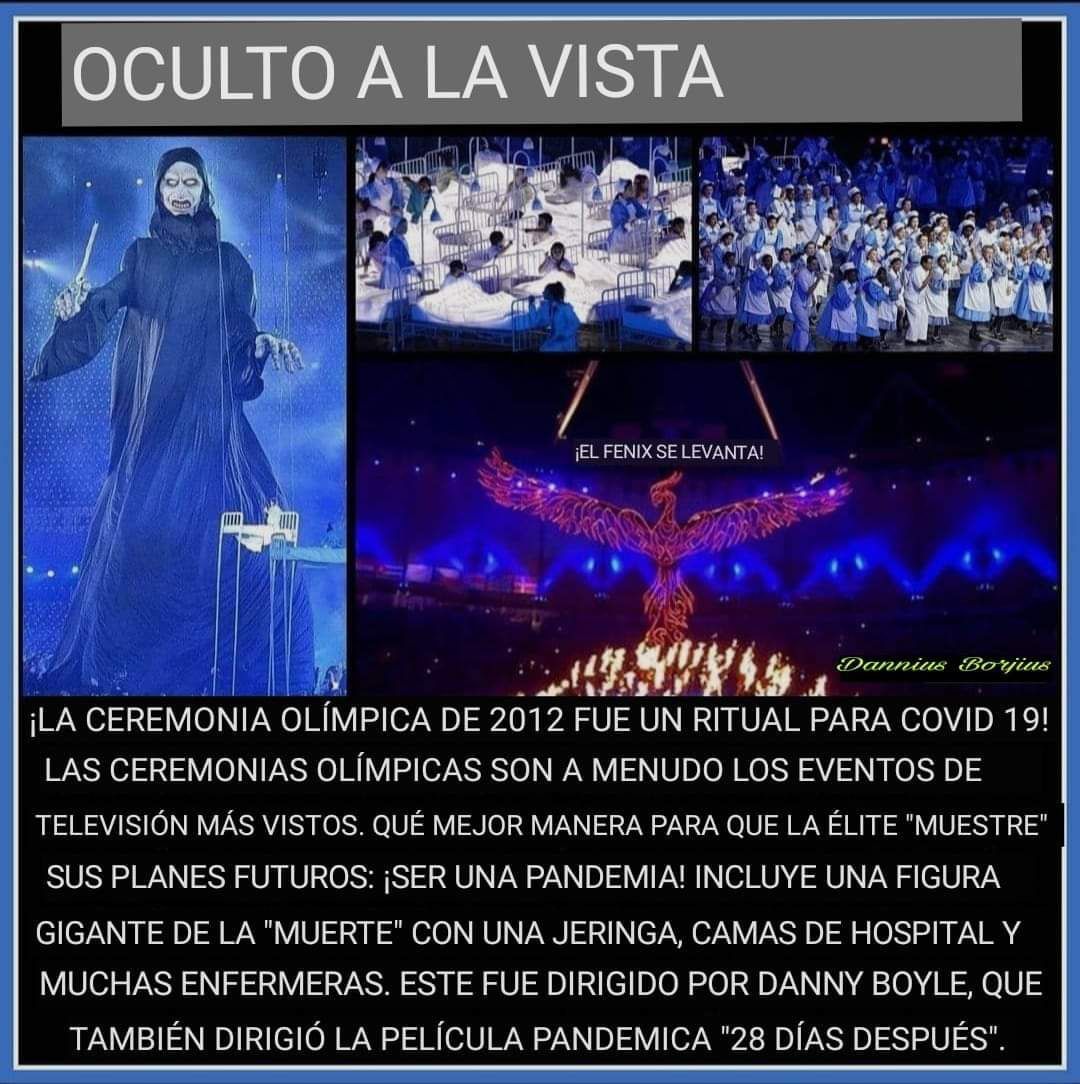 OCULTO A LA VISTA
¡EL FENIX SE LEVANTA!
Dannius Borjius
¡LA CEREMONIA OLÍMPICA DE 2012 FUE UN RITUAL PARA COVID 19!
LAS CEREMONIAS OLÍMPICAS SON A MENUDO LOS EVENTOS DE
TELEVISIÓN MÁS VISTOS. QUÉ MEJOR MANERA PARA QUE LA ÉLITE "MUESTRE"
SUS PLANES FUTUROS: ¡SER UNA PANDEMIA! INCLUYE UNA FIGURA
GIGANTE DE LA "MUERTE" CON UNA JERINGA, CAMAS DE HOSPITAL Y
MUCHAS ENFERMERAS. ESTE FUE DIRIGIDO POR DANNY BOYLE, QUE
TAMBIÉN DIRIGIÓ LA PELÍCULA PANDEMICA "28 DÍAS DESPUÉS".